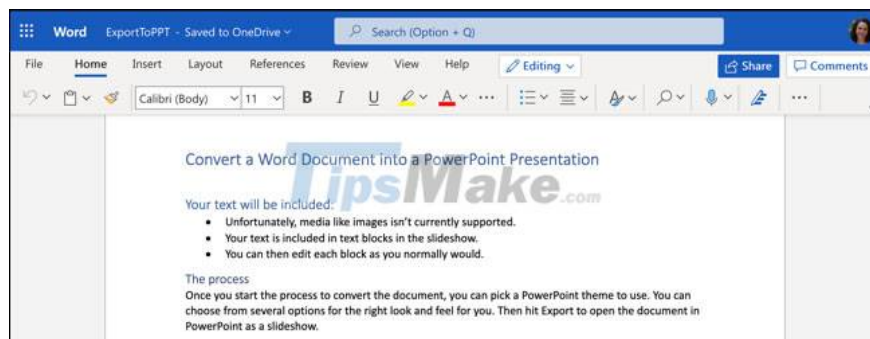 Word ExportToPPT - Saved to OneDrive Search (Option + Q)
File Home Insert Layout References Review View Help Editing Share Comments
Calibri (Body) 11 B I U A
Convert a Word Document into a PowerPoint Presentation
TipsMake.com
Your text will be included:
• Unfortunately, media like images isn't currently supported.
• Your text is included in text blocks in the slideshow.
• You can then edit each block as you normally would.
The process
Once you start the process to convert the document, you can pick a PowerPoint theme to use. You can
choose from several options for the right look and feel for you. Then hit Export to open the document in
PowerPoint as a slideshow.